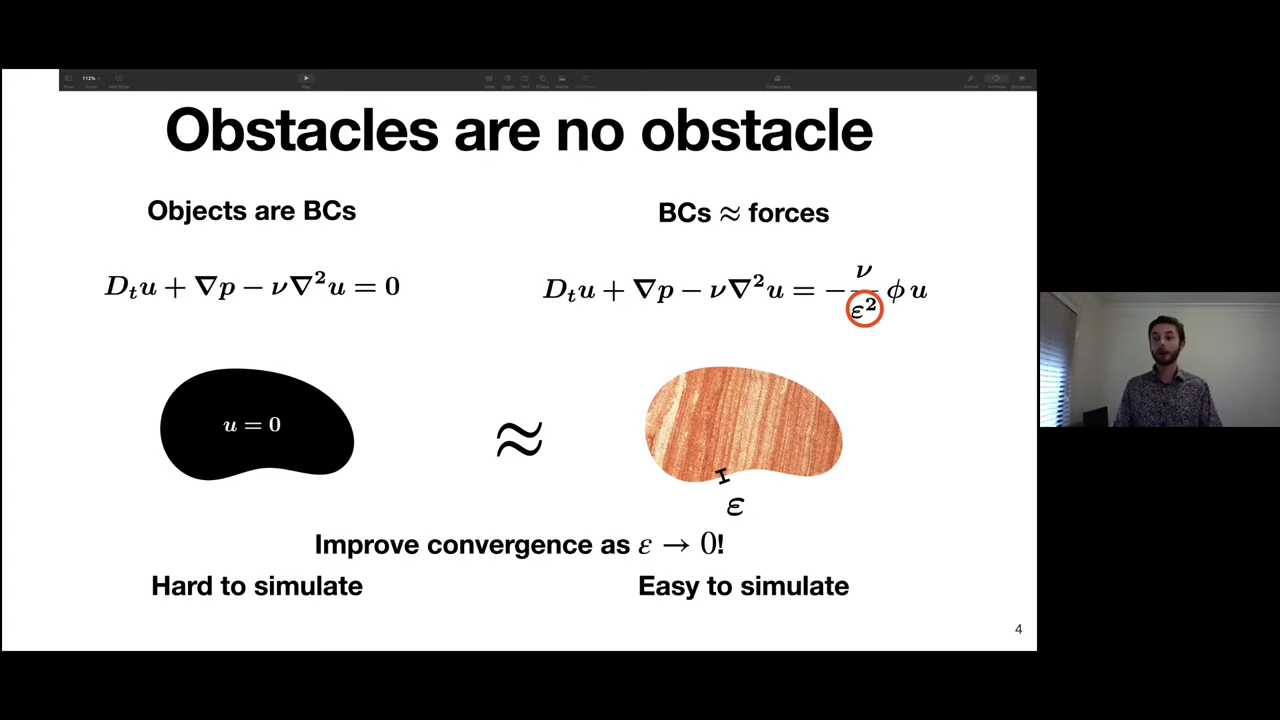 112%
Obstacles are no obstacle
Objects are BCs
BCs ≈ forces
Dₜu + ∇p − ν∇²u = 0
Dₜu + ∇p − ν∇²u = −ν/ε² ϕ u
u = 0
≈
ε
Improve convergence as ε → 0!
Hard to simulate
Easy to simulate
4